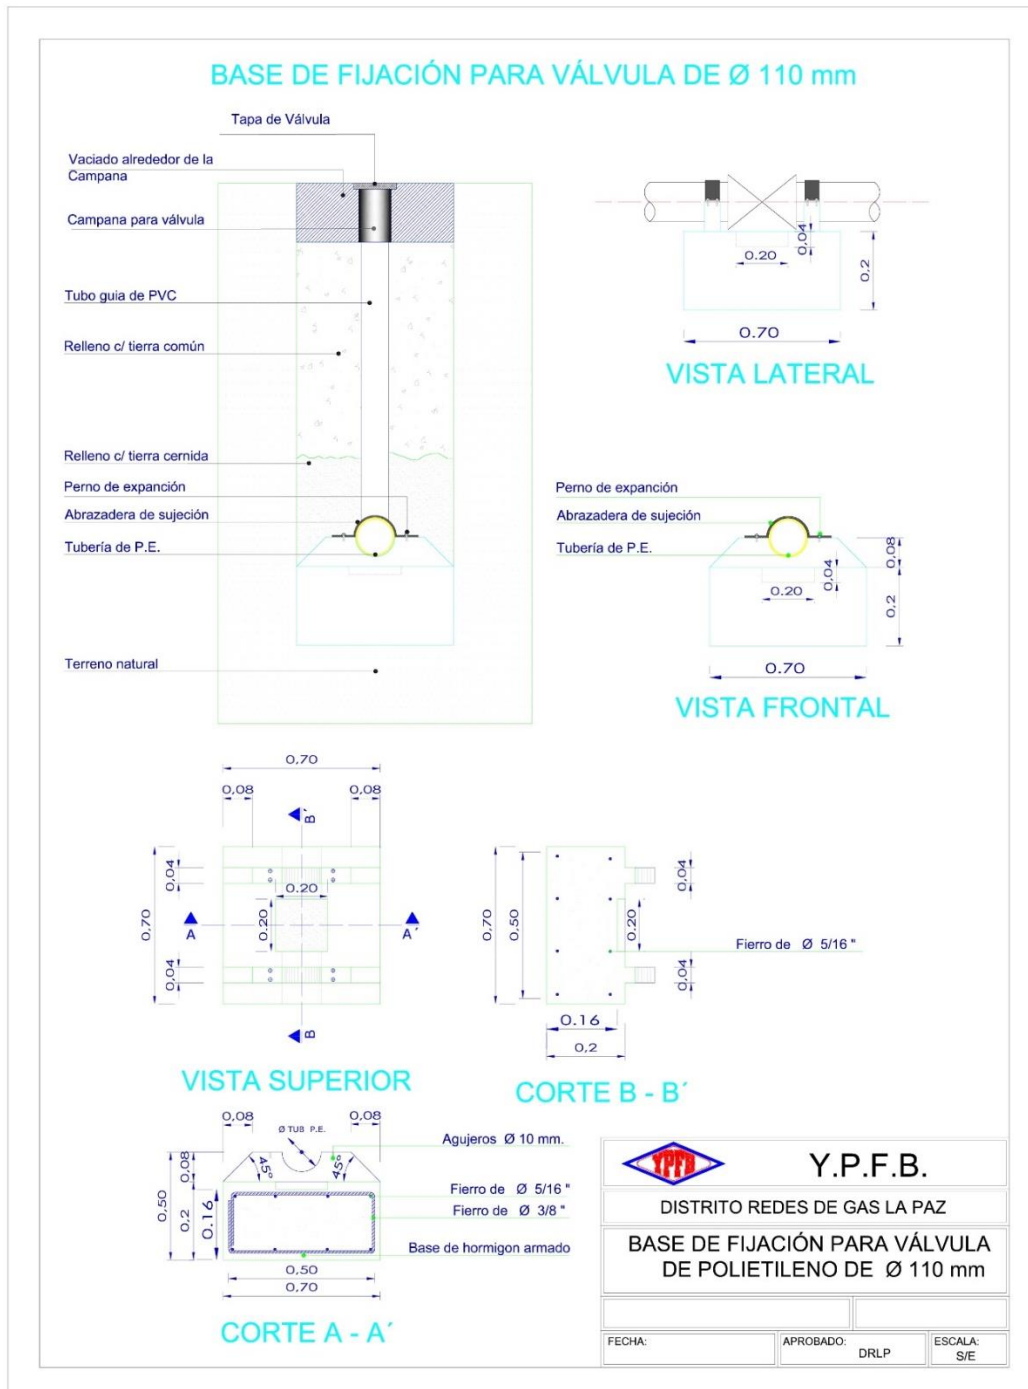 BASE DE FIJACIÓN PARA VÁLVULA DE Ø 110 mm
Tapa de Válvula
Vaciado alrededor de la
Campana
Campana para válvula
Tubo guia de PVC
Relleno c/ tierra común
Relleno c/ tierra cernida
Perno de expanción
Abrazadera de sujeción
Tubería de P.E.
Terreno natural
0.20
0,04
0,2
0.70
VISTA LATERAL
Perno de expanción
Abrazadera de sujeción
Tubería de P.E.
0.20
0,04
0,08
0,2
0.70
VISTA FRONTAL
0,70
0,08
0,08
B´
0,04
0.20
0,70
A
0.20
A´
0,04
B
VISTA SUPERIOR
0,04
0,70
0,50
0.20
Fierro de Ø 5/16 "
0,04
0.16
0,2
CORTE B - B´
0,08
0,08
Ø TUB P.E.
Agujeros Ø 10 mm.
0,08
45°
45°
0,50
0,2
0.16
Fierro de Ø 5/16 "
Fierro de Ø 3/8 "
Base de hormigon armado
0,50
0,70
CORTE A - A´
YPFB
Y.P.F.B.
DISTRITO REDES DE GAS LA PAZ
BASE DE FIJACIÓN PARA VÁLVULA
DE POLIETILENO DE Ø 110 mm
FECHA:
APROBADO:
DRLP
ESCALA:
S/E